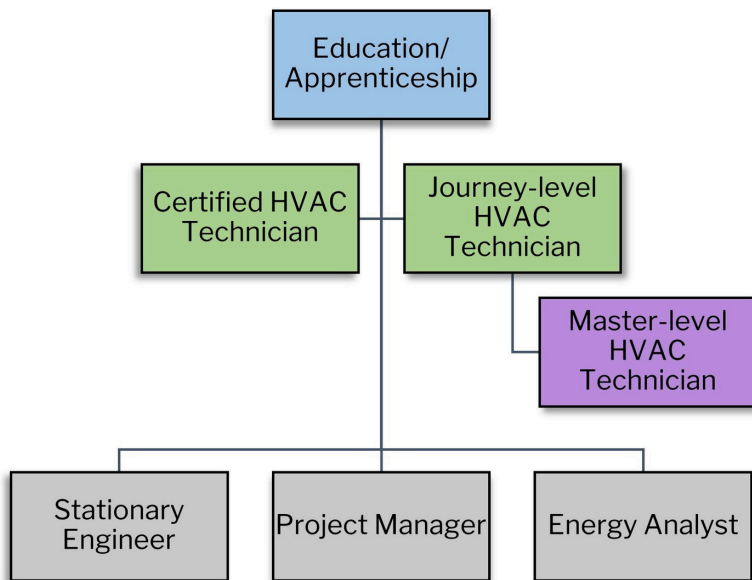 Education/
Apprenticeship
Certified HVAC
Technician
Journey-level
HVAC
Technician
Master-level
HVAC
Technician
Stationary
Engineer
Project Manager
Energy Analyst